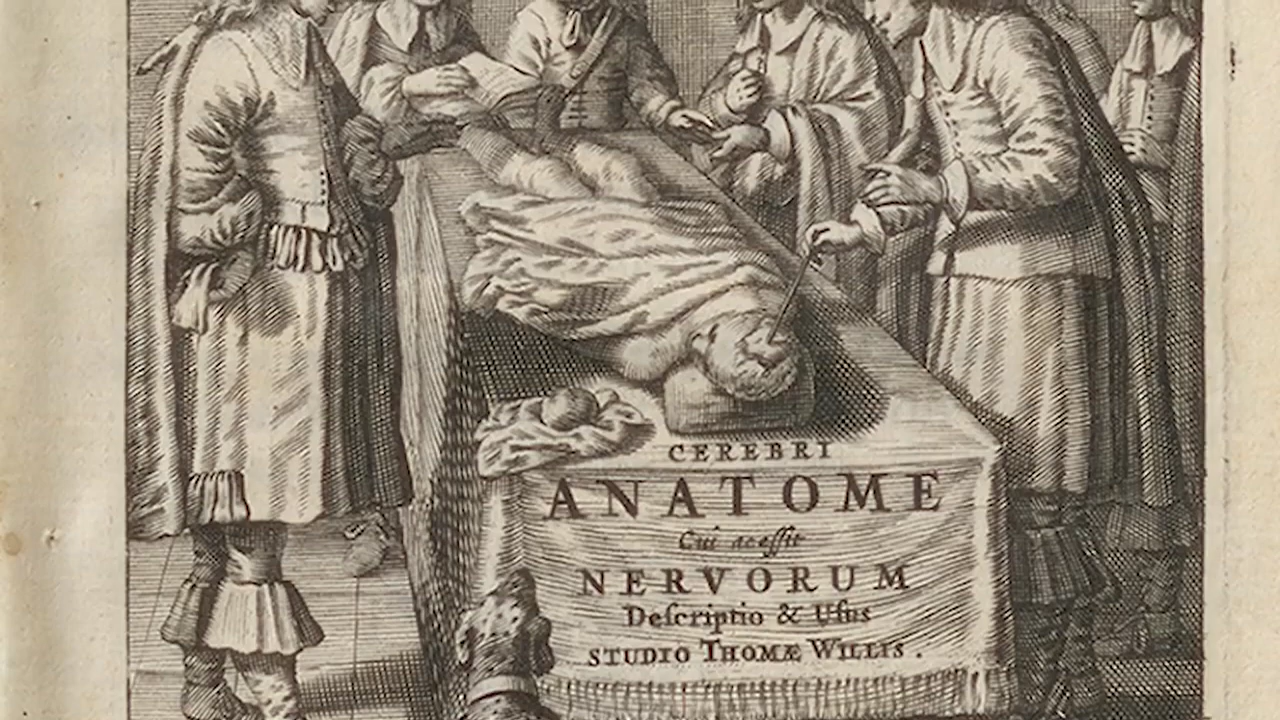 CEREBRI
ANATOME
Cui accessit
NERVORUM
Deſcriptio & Uſus
STUDIO THOMÆ WILLIS .